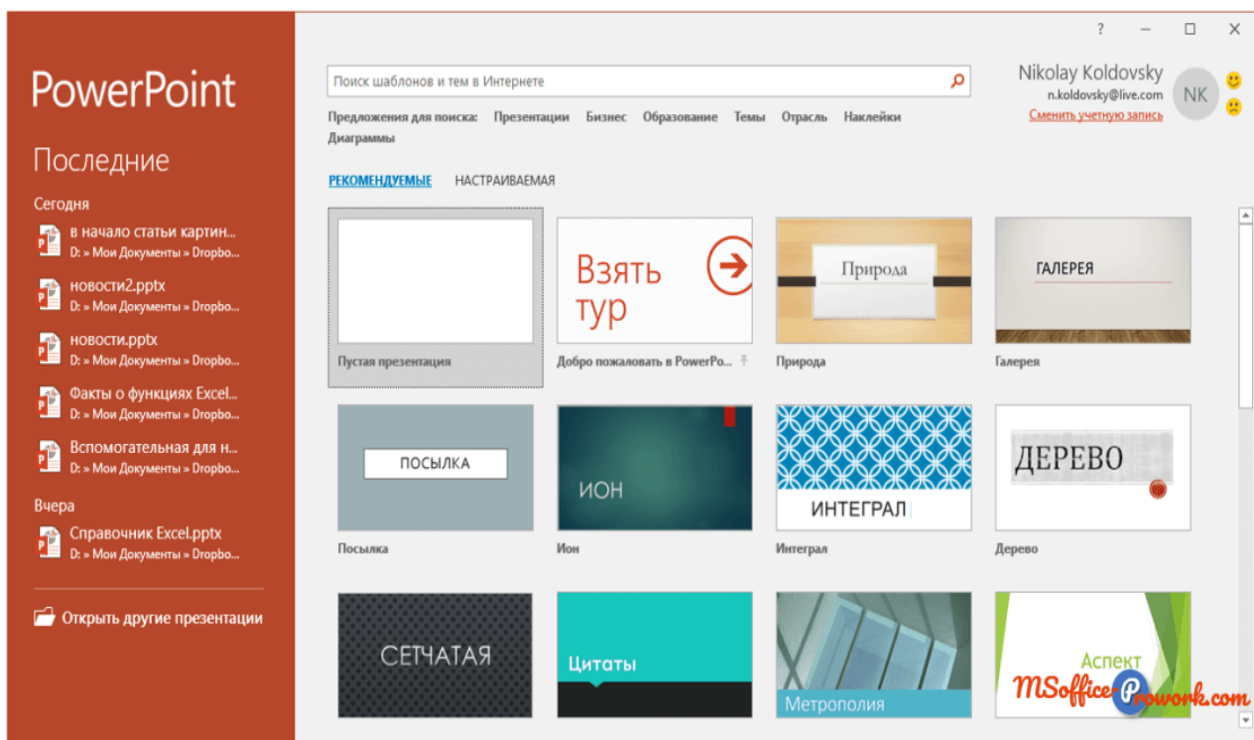 PowerPoint
Последние
Сегодня
в начало статьи картин...
D: » Мои Документы » Dropbo...
новости2.pptx
D: » Мои Документы » Dropbo...
новости.pptx
D: » Мои Документы » Dropbo...
Факты о функциях Excel...
D: » Мои Документы » Dropbo...
Вспомогательная для н...
D: » Мои Документы » Dropbo...
Вчера
Справочник Excel.pptx
D: » Мои Документы » Dropbo...
Открыть другие презентации
?
Поиск шаблонов и тем в Интернете
Nikolay Koldovsky
n.koldovsky@live.com
Сменить учетную запись
NK
Предложения для поиска: Презентации Бизнес Образование Темы Отрасль Наклейки
Диаграммы
РЕКОМЕНДУЕМЫЕ НАСТРАИВАЕМАЯ
Взять
тур
Природа
ГАЛЕРЕЯ
Пустая презентация
Добро пожаловать в PowerPo...
Природа
Галерея
ПОСЫЛКА
ИОН
ИНТЕГРАЛ
ДЕРЕВО
Посылка
Ион
Интеграл
Дерево
СЕТЧАТАЯ
Цитаты
Метрополия
Аспект
MSoffice-Prowork.com